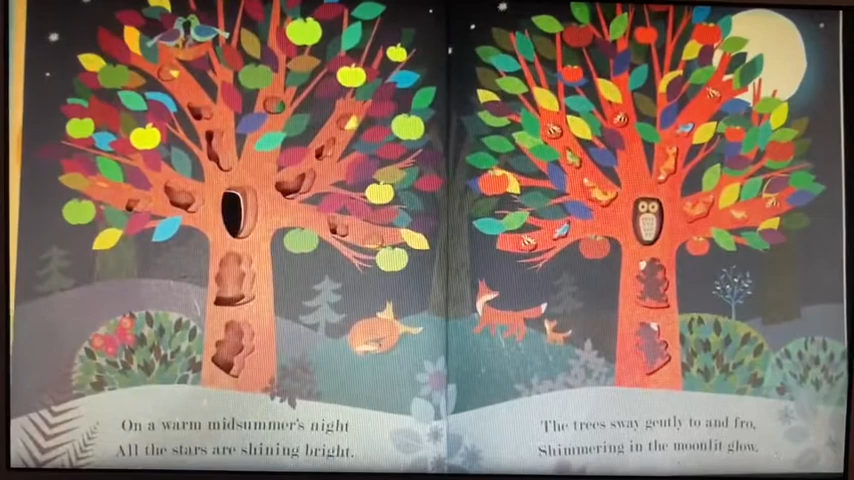 On a warm midsummer's night
All the stars are shining bright.
The trees sway gently to and fro,
Shimmering in the moonlit glow,